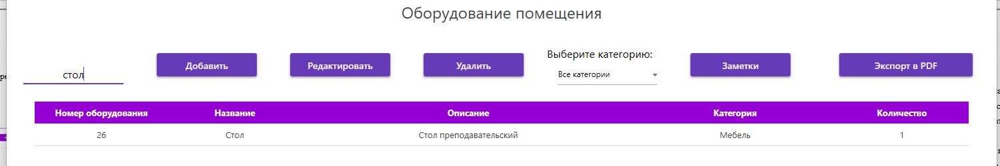 Оборудование помещения
Выберите категорию:
стол
Добавить
Редактировать
Удалить
Все категории
Заметки
Экспорт в PDF
Номер оборудования Название Описание Категория Количество
26 Стол Стол преподавательский Мебель 1